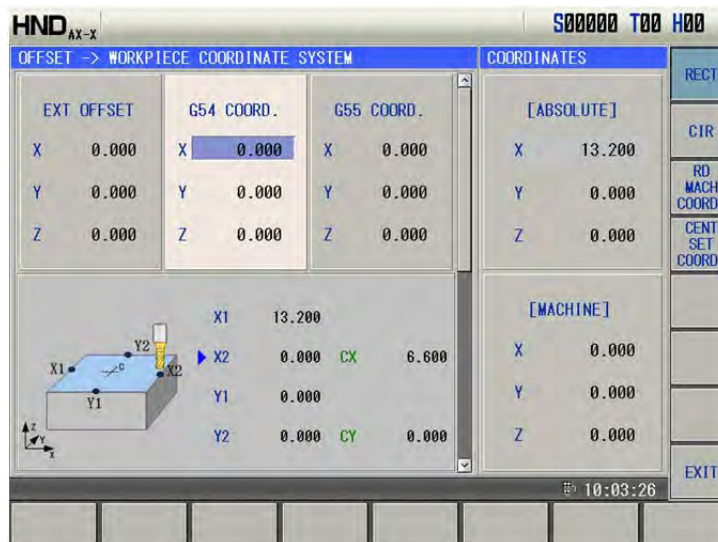 HND AX-X S00000 T00 H00
OFFSET -> WORKPIECE COORDINATE SYSTEM COORDINATES
EXT OFFSET G54 COORD. G55 COORD. [ABSOLUTE]
X 0.000 X 0.000 X 0.000 X 13.200
Y 0.000 Y 0.000 Y 0.000 Y 0.000
Z 0.000 Z 0.000 Z 0.000 Z 0.000
X1 13.200 [MACHINE]
X2 0.000 CX 6.600 X 0.000
Y1 0.000 Y 0.000
Y2 0.000 CY 0.000 Z 0.000
Y2
X1 C X2
Y1
Z
Y
X
10:03:26
RECT
CIR
RD
MACH
COORD
CENT
SET
COORD
EXIT